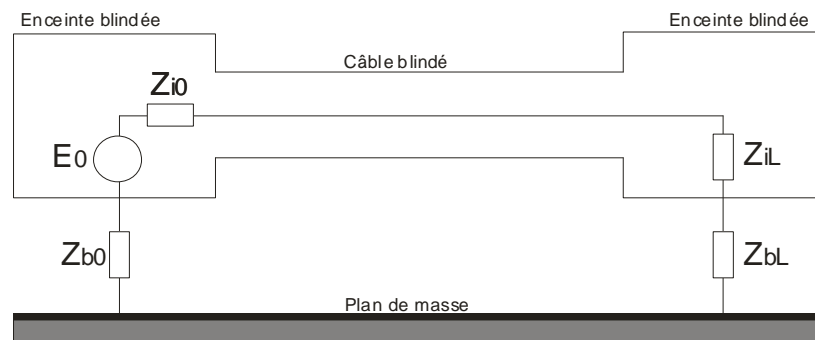 Enceinte blindée
Enceinte blindée
Câble blindé
Zi0
E0
ZiL
Zb0
ZbL
Plan de masse